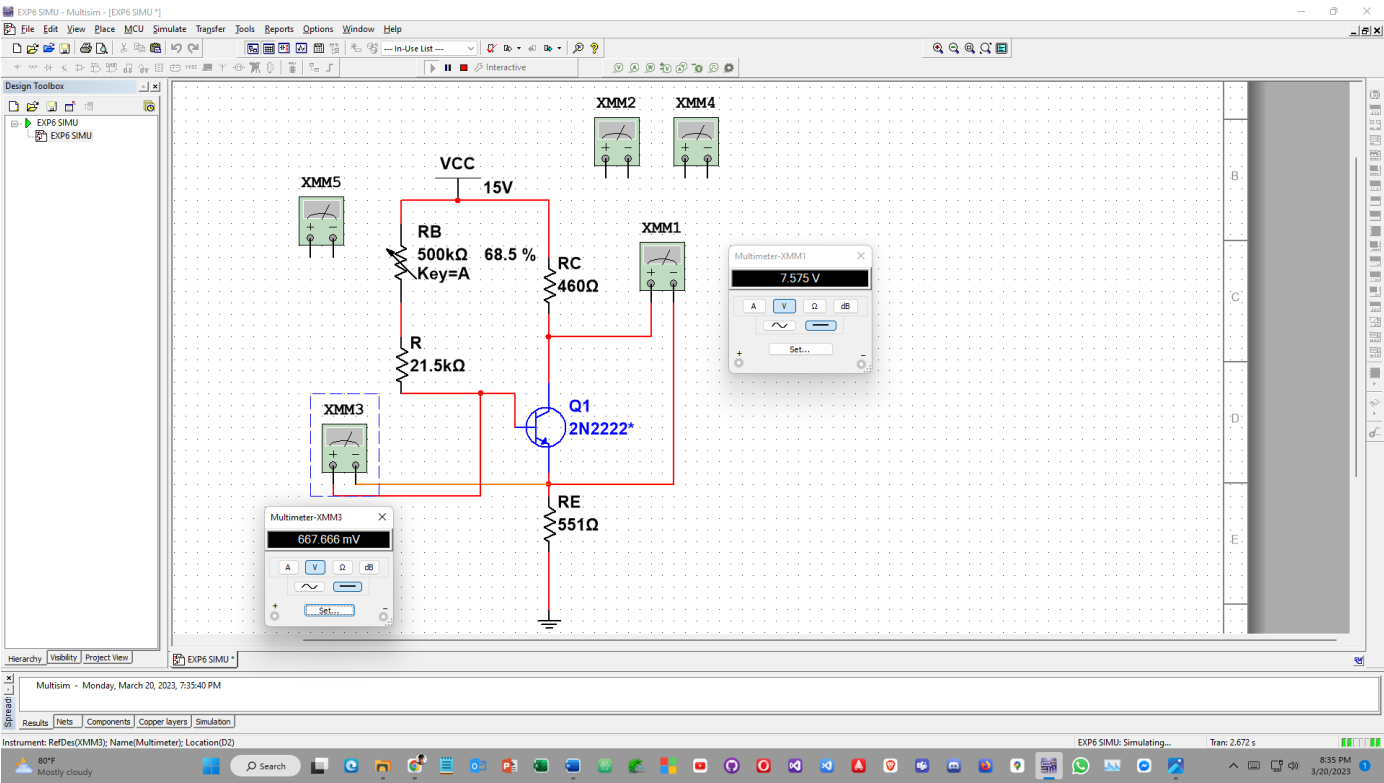 EXP6 SIMU - Multisim - [EXP6 SIMU *]
File Edit View Place MCU Simulate Transfer Tools Reports Options Window Help
--- In-Use List ---
Interactive
Design Toolbox
EXP6 SIMU
EXP6 SIMU
XMM2 XMM4
VCC
15V
XMM5
RB
500kΩ 68.5 %
Key=A
RC
460Ω
XMM1
Multimeter-XMM1
7.575 V
A V Ω dB
Set...
+ -
R
21.5kΩ
XMM3
Q1
2N2222*
RE
551Ω
Multimeter-XMM3
667.666 mV
A V Ω dB
Set...
+ -
B
C
D
E
Hierarchy Visibility Project View
EXP6 SIMU *
Multisim - Monday, March 20, 2023, 7:35:40 PM
Spread
Results Nets Components Copper layers Simulation
Instrument: RefDes(XMM3); Name(Multimeter); Location(D2)
EXP6 SIMU: Simulating... Tran: 2.672 s
80°F
Mostly cloudy
Search
8:35 PM
3/20/2023
1